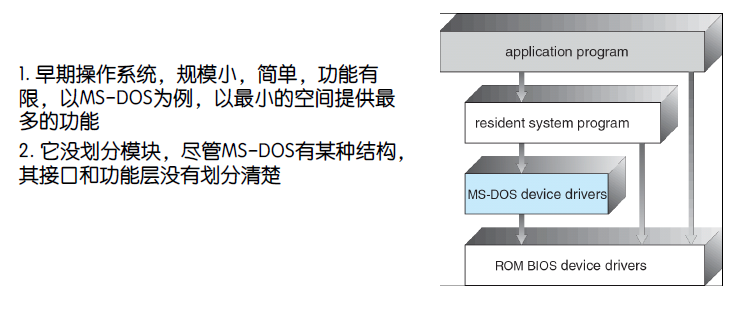 1. 早期操作系统，规模小，简单，功能有
限，以MS-DOS为例，以最小的空间提供最
多的功能
2. 它没划分模块，尽管MS-DOS有某种结构，
其接口和功能层没有划分清楚
application program
resident system program
MS-DOS device drivers
ROM BIOS device drivers